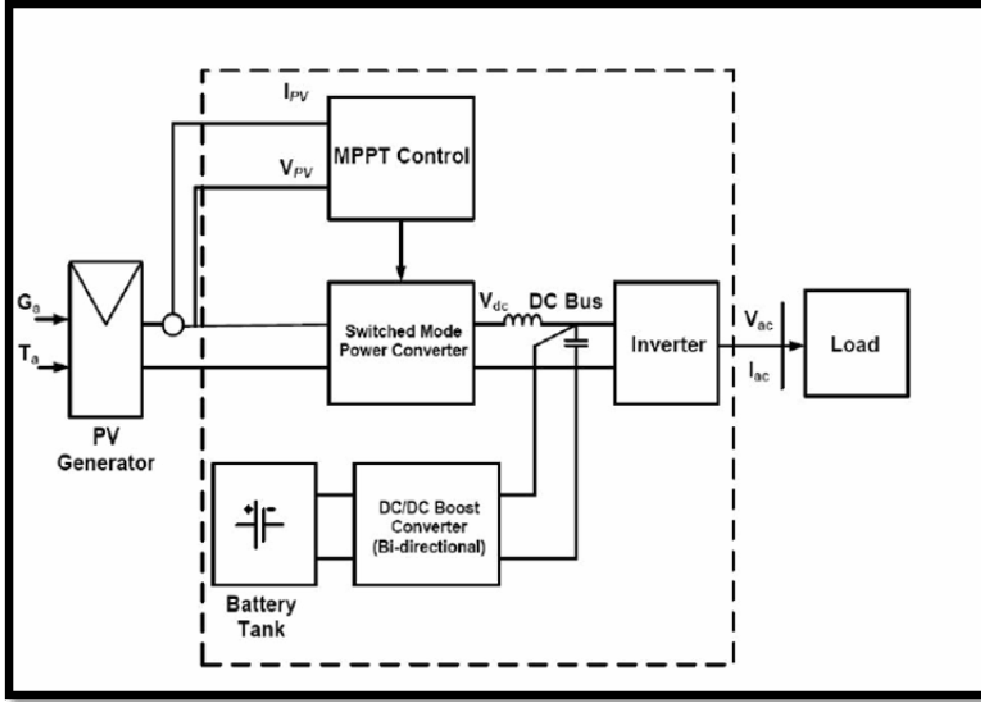 I_PV
MPPT Control
V_PV
G_a
T_a
PV
Generator
Switched Mode
Power Converter
V_dc
DC Bus
Inverter
V_ac
I_ac
Load
DC/DC Boost
Converter
(Bi-directional)
Battery
Tank